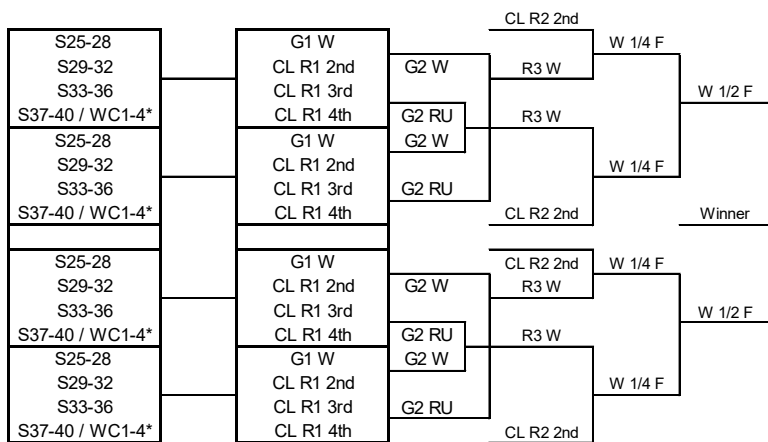 CL R2 2nd
S25-28 G1 W W 1/4 F
S29-32 CL R1 2nd G2 W R3 W
S33-36 CL R1 3rd W 1/2 F
S37-40 / WC1-4* CL R1 4th G2 RU R3 W
S25-28 G1 W G2 W
S29-32 CL R1 2nd W 1/4 F
S33-36 CL R1 3rd G2 RU
S37-40 / WC1-4* CL R1 4th CL R2 2nd Winner
S25-28 G1 W CL R2 2nd W 1/4 F
S29-32 CL R1 2nd G2 W R3 W
S33-36 CL R1 3rd W 1/2 F
S37-40 / WC1-4* CL R1 4th G2 RU R3 W
S25-28 G1 W G2 W
S29-32 CL R1 2nd W 1/4 F
S33-36 CL R1 3rd G2 RU
S37-40 / WC1-4* CL R1 4th CL R2 2nd